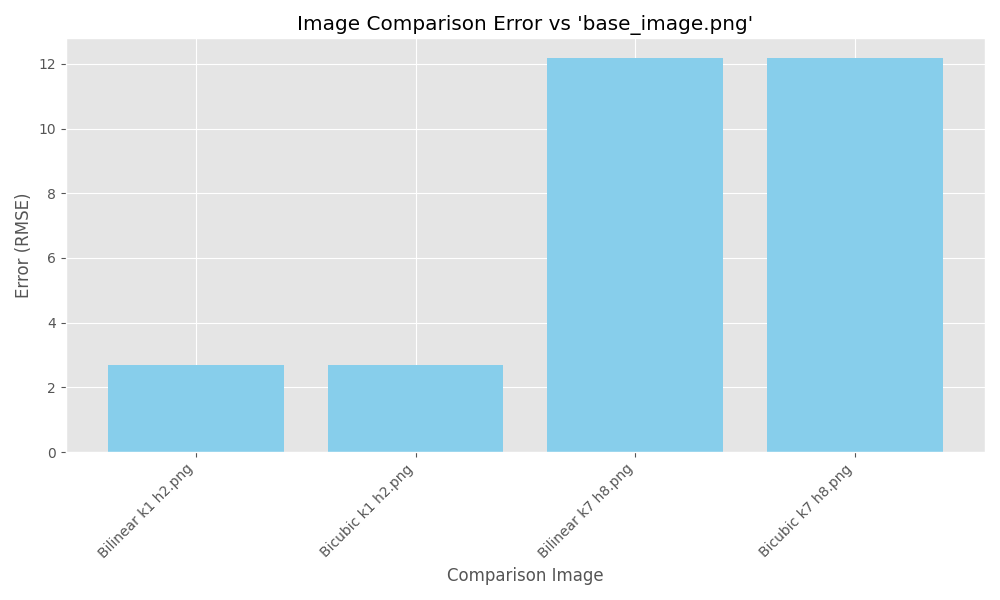 Image Comparison Error vs 'base_image.png'
Error (RMSE)
12
10
8
6
4
2
0
Bilinear k1 h2.png
Bicubic k1 h2.png
Bilinear k7 h8.png
Bicubic k7 h8.png
Comparison Image